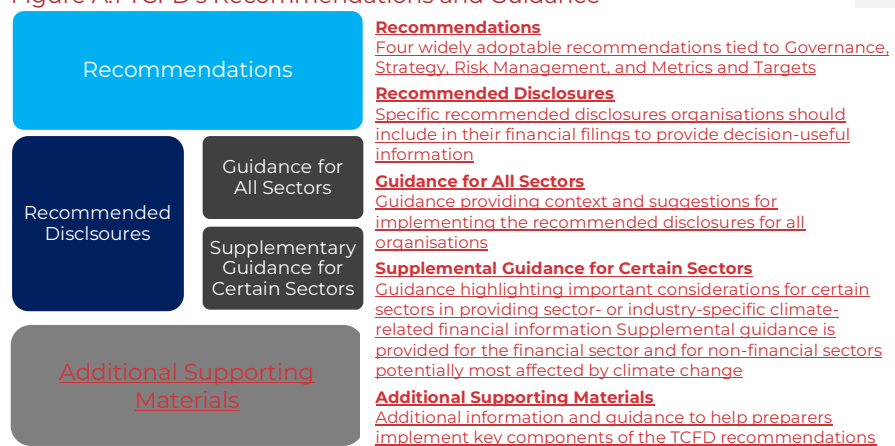 Figure A.1 TCFD's Recommendations and Guidance
Recommendations
Recommended
Disclsoures
Guidance for
All Sectors
Supplementary
Guidance for
Certain Sectors
Additional Supporting
Materials
Recommendations
Four widely adoptable recommendations tied to Governance,
Strategy, Risk Management, and Metrics and Targets
Recommended Disclosures
Specific recommended disclosures organisations should
include in their financial filings to provide decision-useful
information
Guidance for All Sectors
Guidance providing context and suggestions for
implementing the recommended disclosures for all
organisations
Supplemental Guidance for Certain Sectors
Guidance highlighting important considerations for certain
sectors in providing sector- or industry-specific climate-
related financial information Supplemental guidance is
provided for the financial sector and for non-financial sectors
potentially most affected by climate change
Additional Supporting Materials
Additional information and guidance to help preparers
implement key components of the TCFD recommendations